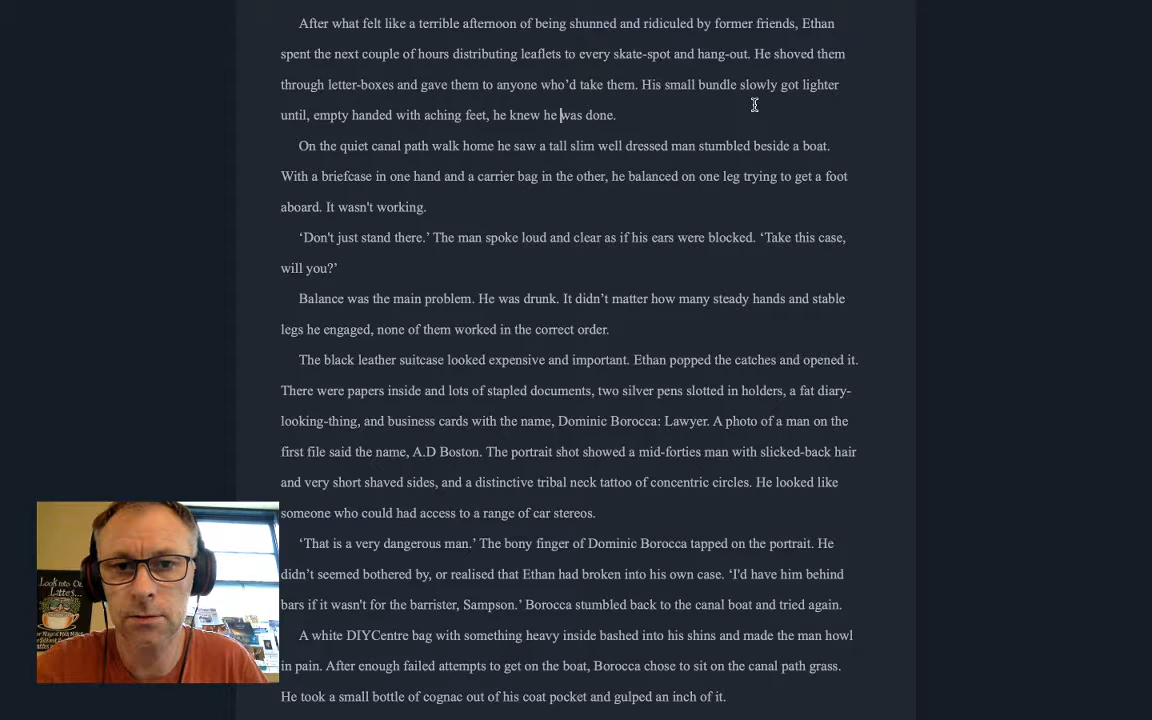 After what felt like a terrible afternoon of being shunned and ridiculed by former friends, Ethan
spent the next couple of hours distributing leaflets to every skate-spot and hang-out. He shoved them
through letter-boxes and gave them to anyone who’d take them. His small bundle slowly got lighter
until, empty handed with aching feet, he knew he was done.
On the quiet canal path walk home he saw a tall slim well dressed man stumbled beside a boat.
With a briefcase in one hand and a carrier bag in the other, he balanced on one leg trying to get a foot
aboard. It wasn't working.
‘Don't just stand there.’ The man spoke loud and clear as if his ears were blocked. ‘Take this case,
will you?’
Balance was the main problem. He was drunk. It didn’t matter how many steady hands and stable
legs he engaged, none of them worked in the correct order.
The black leather suitcase looked expensive and important. Ethan popped the catches and opened it.
There were papers inside and lots of stapled documents, two silver pens slotted in holders, a fat diary-
looking-thing, and business cards with the name, Dominic Borocca: Lawyer. A photo of a man on the
first file said the name, A.D Boston. The portrait shot showed a mid-forties man with slicked-back hair
and very short shaved sides, and a distinctive tribal neck tattoo of concentric circles. He looked like
someone who could had access to a range of car stereos.
‘That is a very dangerous man.’ The bony finger of Dominic Borocca tapped on the portrait. He
didn’t seemed bothered by, or realised that Ethan had broken into his own case. ‘I'd have him behind
bars if it wasn't for the barrister, Sampson.’ Borocca stumbled back to the canal boat and tried again.
A white DIYCentre bag with something heavy inside bashed into his shins and made the man howl
in pain. After enough failed attempts to get on the boat, Borocca chose to sit on the canal path grass.
He took a small bottle of cognac out of his coat pocket and gulped an inch of it.
Look into Our
Lattes...